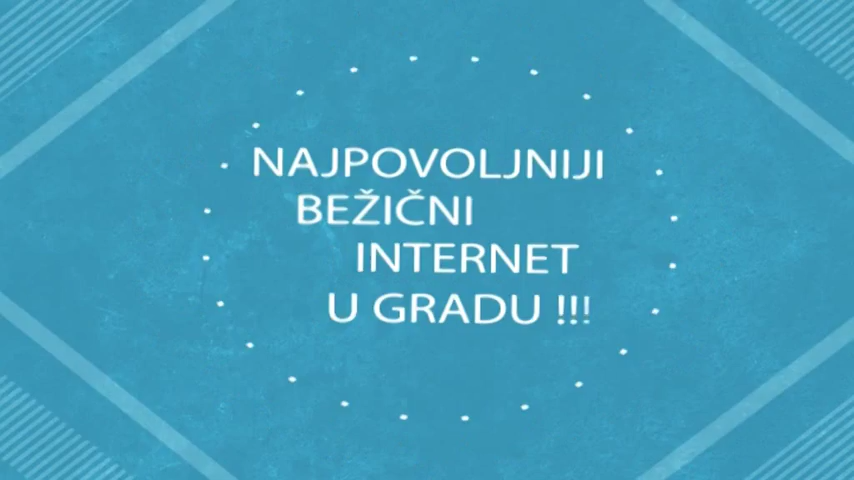 NAJPOVOLJNIJI
BEŽIČNI
INTERNET
U GRADU !!!